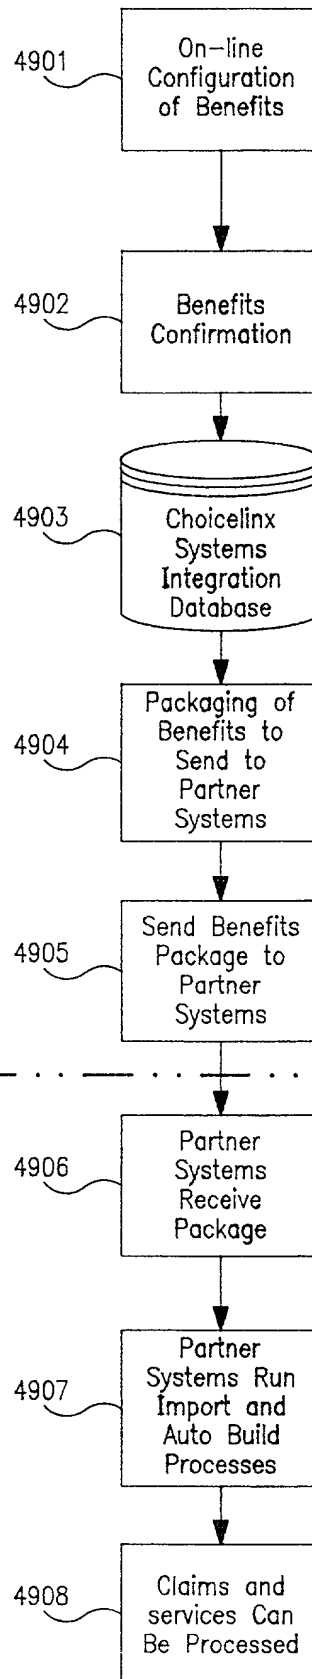 4901
On-line
Configuration
of Benefits
4902
Benefits
Confirmation
4903
Choicelinx
Systems
Integration
Database
4904
Packaging of
Benefits to
Send to
Partner
Systems
4905
Send Benefits
Package to
Partner
Systems
4906
Partner
Systems
Receive
Package
4907
Partner
Systems Run
Import and
Auto Build
Processes
4908
Claims and
services Can
Be Processed